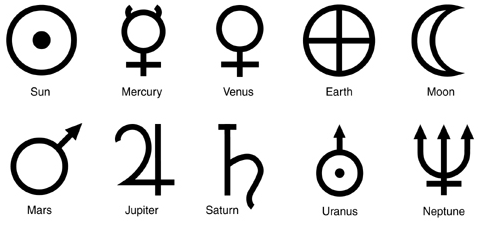 Sun Mercury Venus Earth Moon
Mars Jupiter Saturn Uranus Neptune